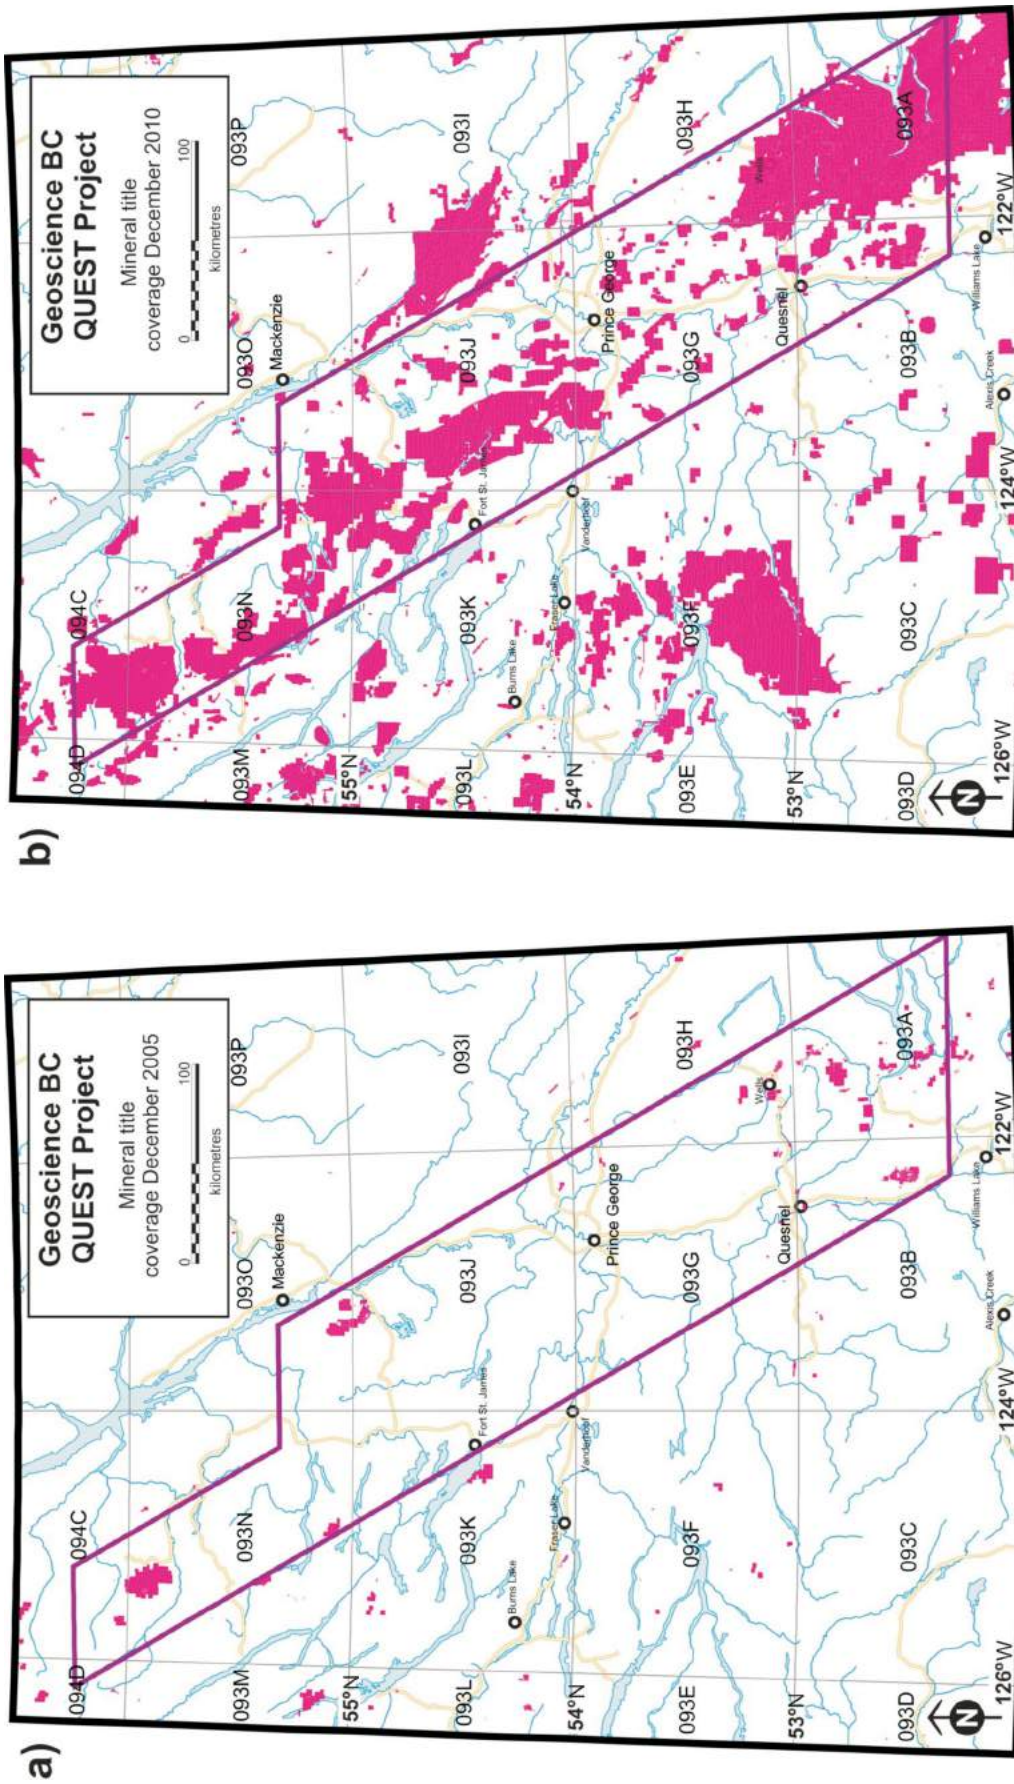 a)
Geoscience BC
QUEST Project
Mineral title
coverage December 2005
0
100
kilometres
094D
094C
093P
093O
Mackenzie
093M
093N
55°N
093L
093K
093J
093I
Fort St. James
Burns Lake
Fraser Lake
Vanderhoof
54°N
Prince George
093E
093F
093G
093H
Wells
Quesnel
53°N
093D
093C
093B
093A
Alexis Creek
Williams Lake
N
126°W
124°W
122°W
b)
Geoscience BC
QUEST Project
Mineral title
coverage December 2010
0
100
kilometres
094D
094C
093P
093O
Mackenzie
093M
093N
55°N
093L
093K
093J
093I
Fort St. James
Burns Lake
Fraser Lake
Vanderhoof
54°N
Prince George
093E
093F
093G
093H
Wells
Quesnel
53°N
093D
093C
093B
093A
Alexis Creek
Williams Lake
N
126°W
124°W
122°W